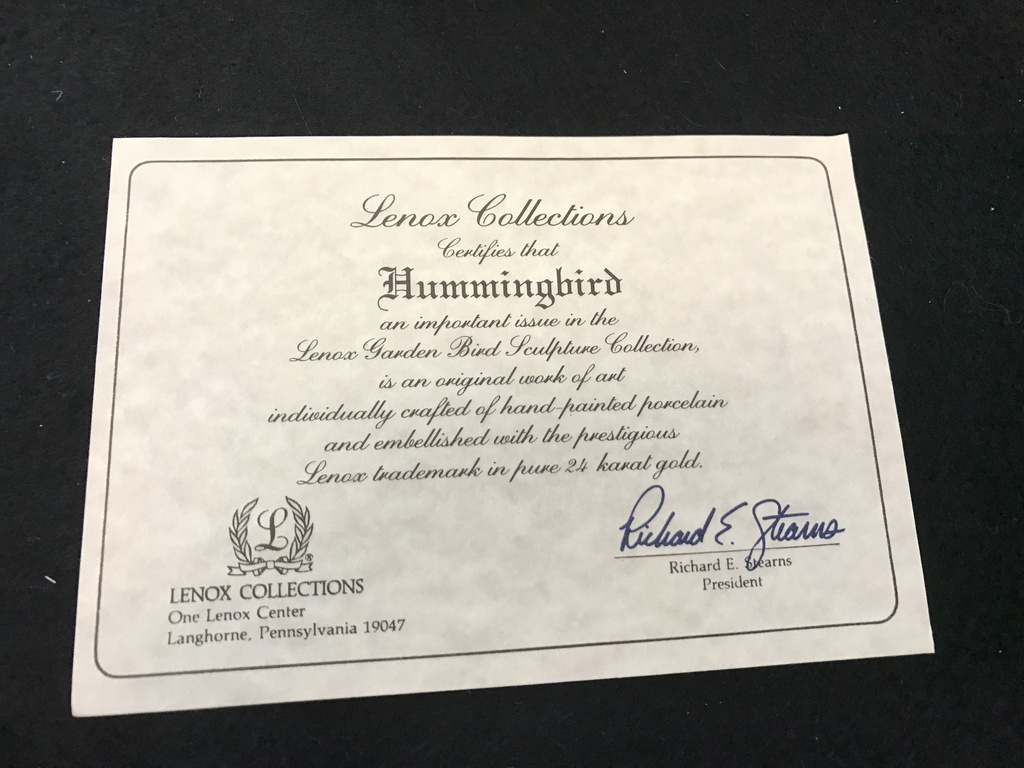 Lenox Collections
Certifies that
Hummingbird
an important issue in the
Lenox Garden Bird Sculpture Collection,
is an original work of art
individually crafted of hand-painted porcelain
and embellished with the prestigious
Lenox trademark in pure 24 karat gold.
L ®
LENOX COLLECTIONS
One Lenox Center
Langhorne, Pennsylvania 19047
Richard E. Stearns
Richard E. Stearns
President